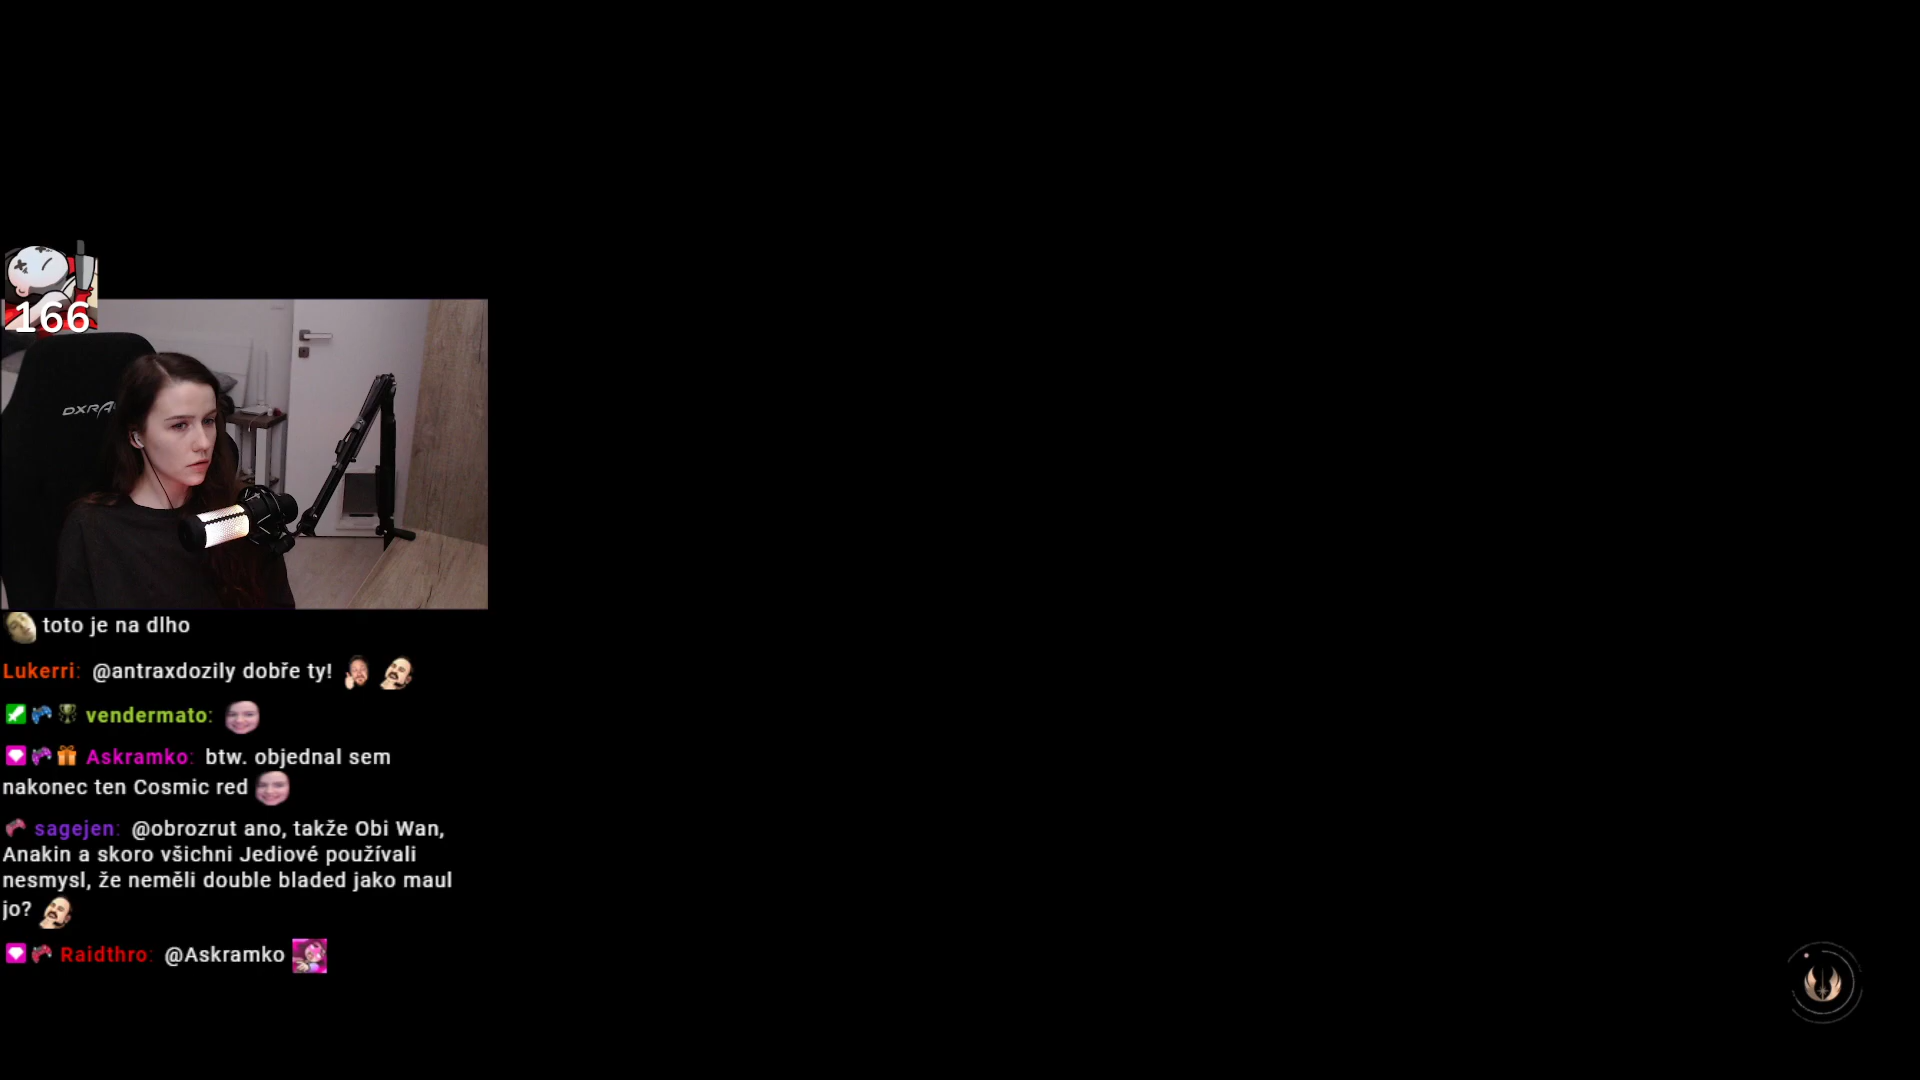 166
DXRA
toto je na dlho
Lukerri: @antraxdozily dobře ty!
vendermato:
Askramko: btw. objednal sem
nakonec ten Cosmic red
sagejen: @obrozrut ano, takže Obi Wan,
Anakin a skoro všichni Jediové používali
nesmysl, že neměli double bladed jako maul
jo?
Raidthro: @Askramko